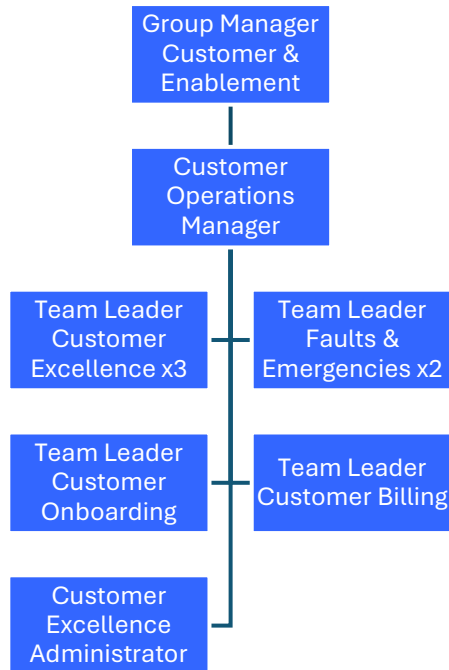 Group Manager
Customer &
Enablement
Customer
Operations
Manager
Team Leader
Customer
Excellence x3
Team Leader
Faults &
Emergencies x2
Team Leader
Customer
Onboarding
Team Leader
Customer Billing
Customer
Excellence
Administrator